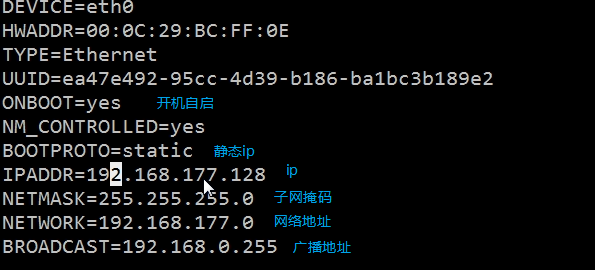 DEVICE=eth0
HWADDR=00:0C:29:BC:FF:0E
TYPE=Ethernet
UUID=ea47e492-95cc-4d39-b186-ba1bc3b189e2
ONBOOT=yes 开机自启
NM_CONTROLLED=yes
BOOTPROTO=static 静态ip
IPADDR=192.168.177.128 ip
NETMASK=255.255.255.0 子网掩码
NETWORK=192.168.177.0 网络地址
BROADCAST=192.168.0.255 广播地址